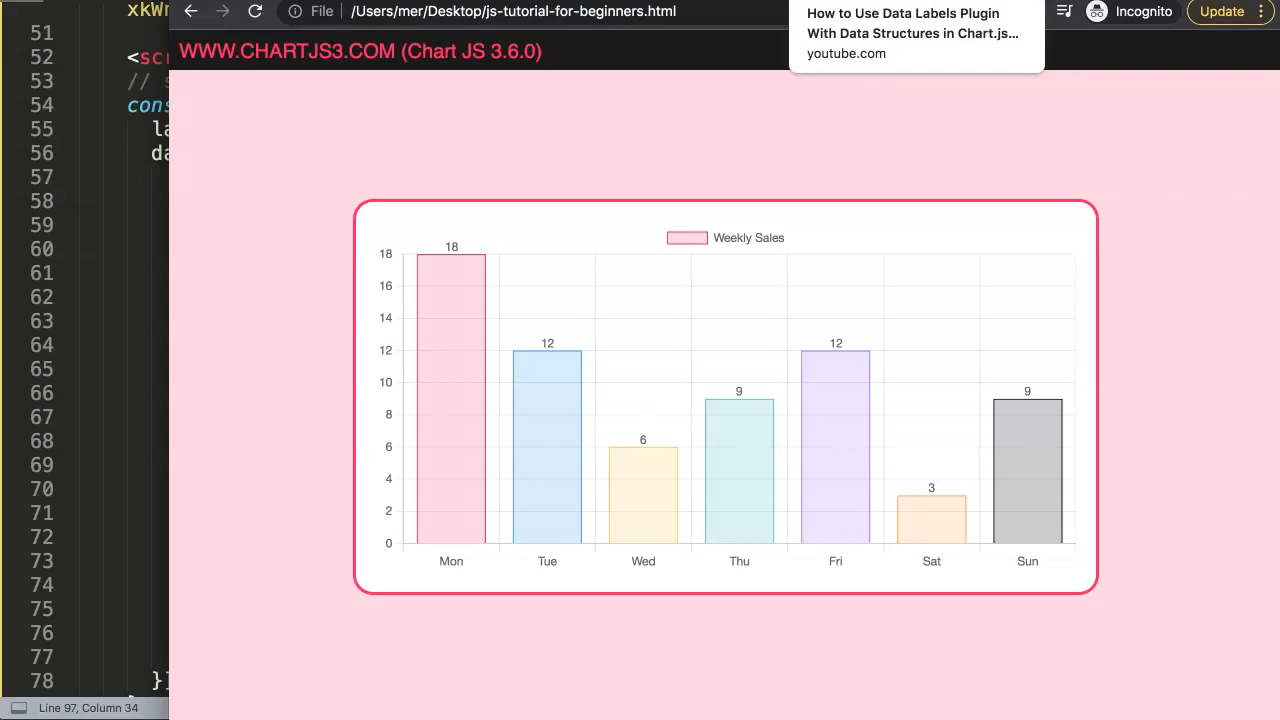 xkWr
51
52 <scr
53 // s
54 cons
55 la
56 da
57
58
59
60
61
62
63
64
65
66
67
68
69
70
71
72
73
74
75
76
77
78 }]
Line 97, Column 34
File /Users/mer/Desktop/js-tutorial-for-beginners.html
How to Use Data Labels Plugin
With Data Structures in Chart.js...
youtube.com
Incognito
Update
WWW.CHARTJS3.COM (Chart JS 3.6.0)
Weekly Sales
18
16
14
12
10
8
6
4
2
0
18
12
6
9
12
3
9
Mon Tue Wed Thu Fri Sat Sun